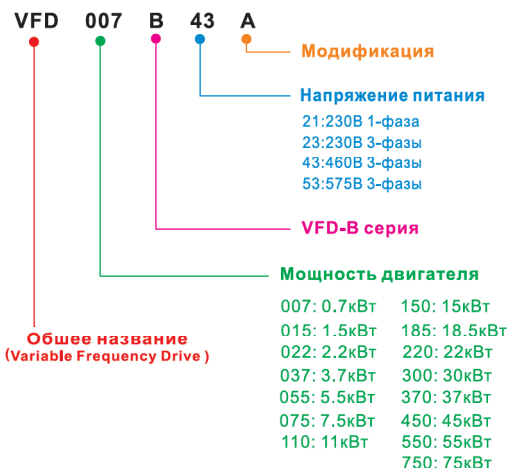 VFD 007 B 43 A
Модификация
Напряжение питания
21:230В 1-фаза
23:230В 3-фазы
43:460В 3-фазы
53:575В 3-фазы
VFD-B серия
Мощность двигателя
007: 0.7кВт 150: 15кВт
015: 1.5кВт 185: 18.5кВт
022: 2.2кВт 220: 22кВт
037: 3.7кВт 300: 30кВт
055: 5.5кВт 370: 37кВт
075: 7.5кВт 450: 45кВт
110: 11кВт 550: 55кВт
750: 75кВт
Общее название
(Variable Frequency Drive )